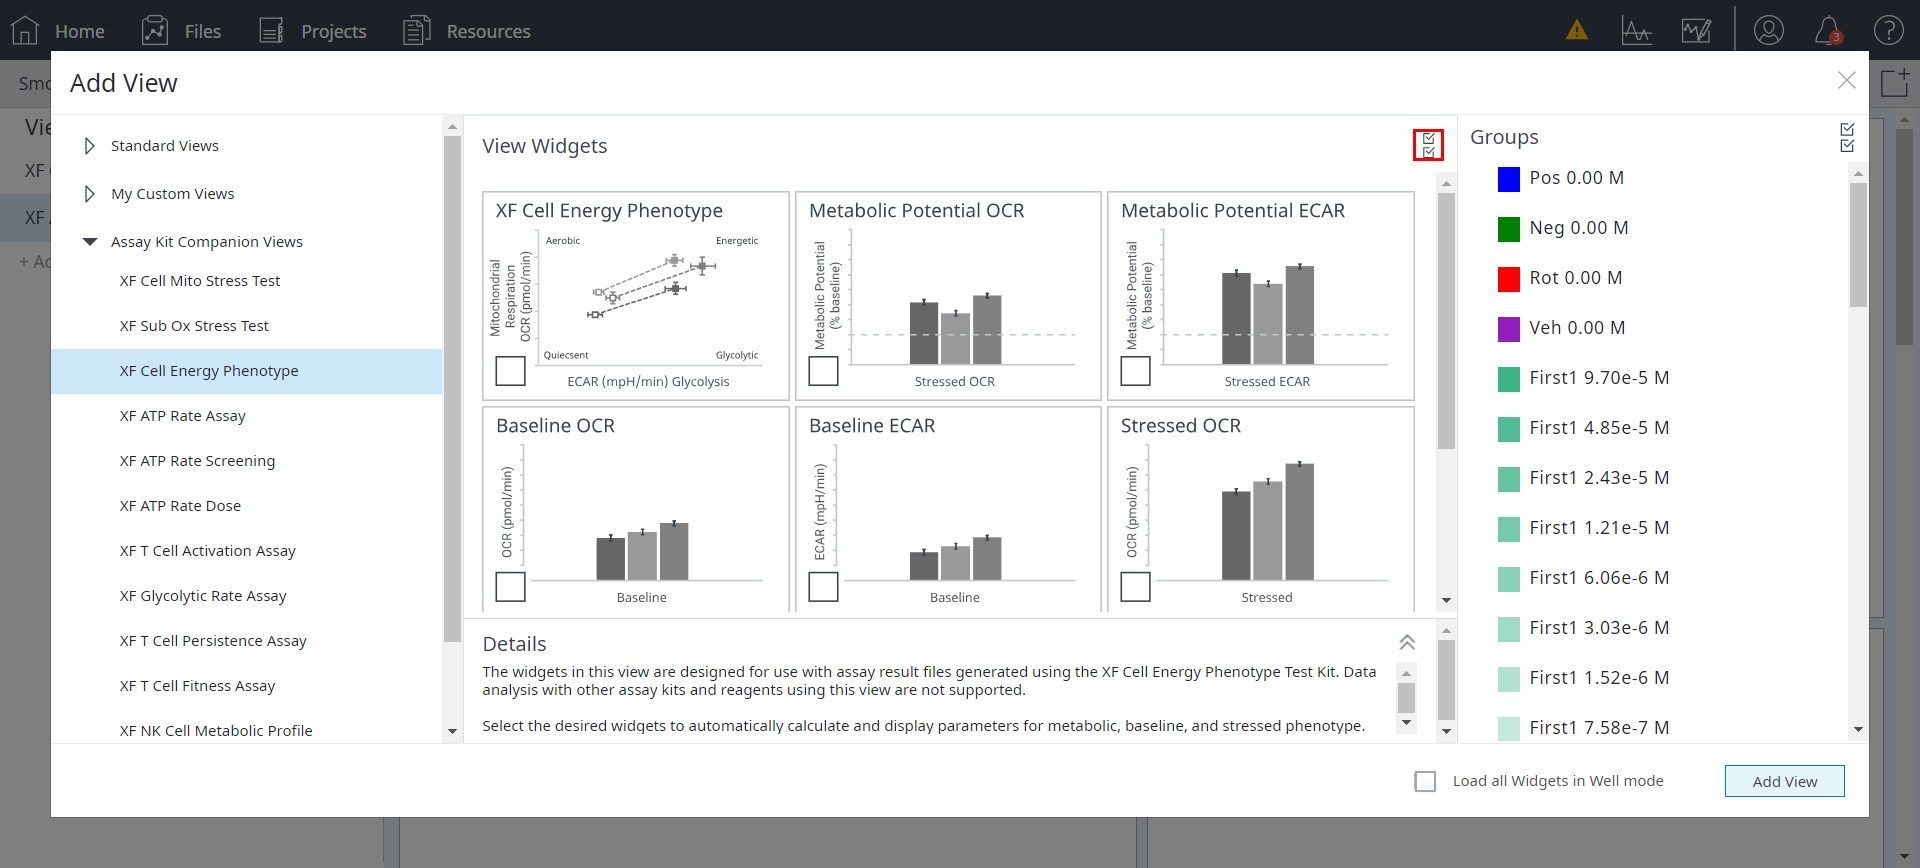 Home
Files
Projects
Resources
3
Smo
Vie
XF
XF
+ Ad
Add View
Standard Views
My Custom Views
Assay Kit Companion Views
XF Cell Mito Stress Test
XF Sub Ox Stress Test
XF Cell Energy Phenotype
XF ATP Rate Assay
XF ATP Rate Screening
XF ATP Rate Dose
XF T Cell Activation Assay
XF Glycolytic Rate Assay
XF T Cell Persistence Assay
XF T Cell Fitness Assay
XF NK Cell Metabolic Profile
View Widgets
XF Cell Energy Phenotype
Aerobic
Energetic
Mitochondrial
Respiration
OCR (pmol/min)
Quiecsent
Glycolytic
ECAR (mpH/min) Glycolysis
Metabolic Potential OCR
Metabolic Potential
(% baseline)
Stressed OCR
Metabolic Potential ECAR
Metabolic Potential
(% baseline)
Stressed ECAR
Baseline OCR
OCR (pmol/min)
Baseline
Baseline ECAR
ECAR (mpH/min)
Baseline
Stressed OCR
OCR (pmol/min)
Stressed
Details
The widgets in this view are designed for use with assay result files generated using the XF Cell Energy Phenotype Test Kit. Data
analysis with other assay kits and reagents using this view are not supported.
Select the desired widgets to automatically calculate and display parameters for metabolic, baseline, and stressed phenotype.
Groups
Pos 0.00 M
Neg 0.00 M
Rot 0.00 M
Veh 0.00 M
First1 9.70e-5 M
First1 4.85e-5 M
First1 2.43e-5 M
First1 1.21e-5 M
First1 6.06e-6 M
First1 3.03e-6 M
First1 1.52e-6 M
First1 7.58e-7 M
Load all Widgets in Well mode
Add View